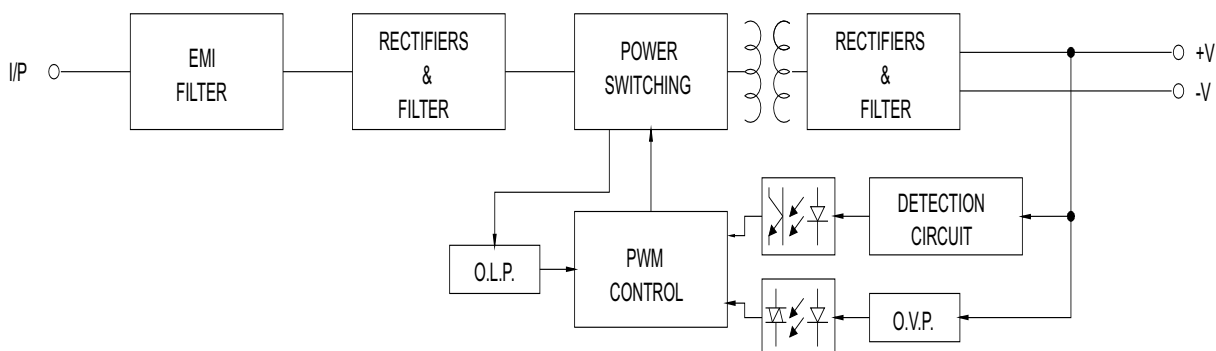 I/P
EMI
FILTER
RECTIFIERS
&
FILTER
POWER
SWITCHING
RECTIFIERS
&
FILTER
+V
-V
DETECTION
CIRCUIT
O.L.P.
PWM
CONTROL
O.V.P.